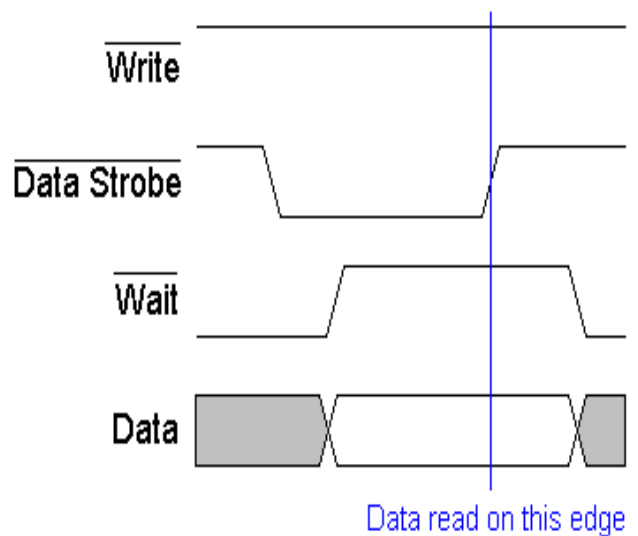 Write
Data Strobe
Wait
Data
Data read on this edge